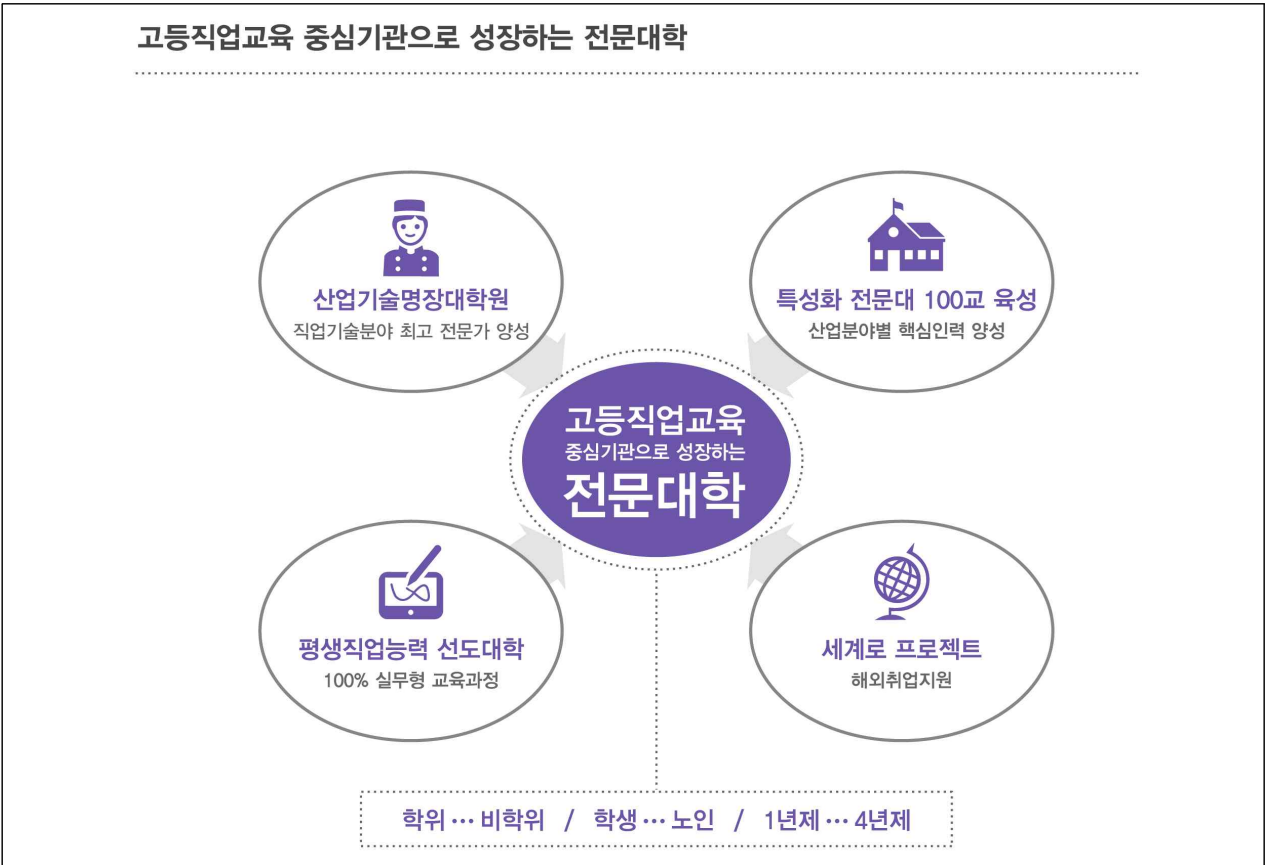 고등직업교육 중심기관으로 성장하는 전문대학
산업기술명장대학원
직업기술분야 최고 전문가 양성
특성화 전문대 100교 육성
산업분야별 핵심인력 양성
고등직업교육
중심기관으로 성장하는
전문대학
평생직업능력 선도대학
100% 실무형 교육과정
세계로 프로젝트
해외취업지원
학위 ··· 비학위 / 학생 ··· 노인 / 1년제 ··· 4년제